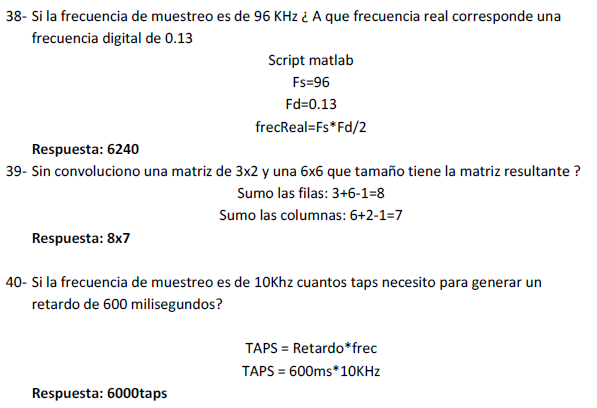 38- Si la frecuencia de muestreo es de 96 KHz ¿ A que frecuencia real corresponde una
frecuencia digital de 0.13
Script matlab
Fs=96
Fd=0.13
frecReal=Fs*Fd/2
Respuesta: 6240
39- Sin convoluciono una matriz de 3x2 y una 6x6 que tamaño tiene la matriz resultante ?
Sumo las filas: 3+6-1=8
Sumo las columnas: 6+2-1=7
Respuesta: 8x7
40- Si la frecuencia de muestreo es de 10Khz cuantos taps necesito para generar un
retardo de 600 milisegundos?
TAPS = Retardo*frec
TAPS = 600ms*10KHz
Respuesta: 6000taps